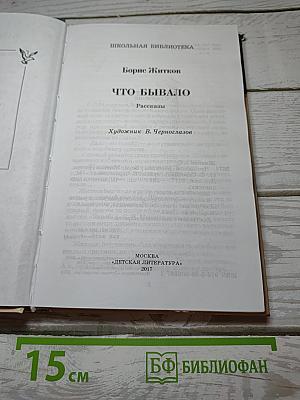 ШКОЛЬНАЯ БИБЛИОТЕКА
Борис Житков
ЧТО БЫВАЛО
Рассказы
Художник В. Черноглазов
МОСКВА
«ДЕТСКАЯ ЛИТЕРАТУРА»
2017
15 см
БФ БИБЛИОФАН